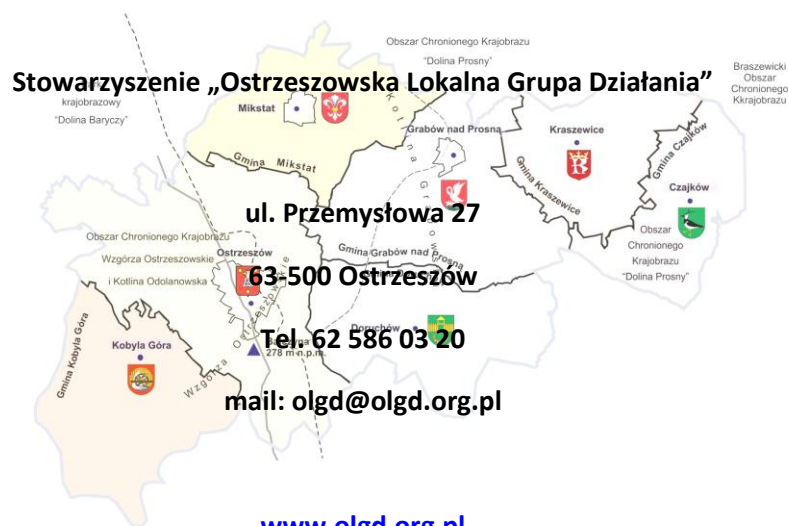 Obszar Chronionego Krajobrazu
"Dolina Prosny"
Braszewicki
Obszar
Chronionego
Kkrajobrazu
Stowarzyszenie „Ostrzeszowska Lokalna Grupa Działania”
krajobrazowy
"Dolina Baryczy"
Mikstat
Grabów nad Prosną
Kraszewice
Gmina Mikstat
Gmina Kraszewice
Gmina Czajków
Czajków
ul. Przemysłowa 27
Obszar Chronionego Krajobrazu
Wzgórza Ostrzeszowskie
i Kotlina Odolanowska
Ostrzeszów
Gmina Grabów nad Prosną
Obszar
Chronionego
Krajobrazu
"Dolina Prosny"
63-500 Ostrzeszów
Doruchów
Tel. 62 586 03 20
278 m n.p.m.
Kobyla Góra
Gmina Kobyla Góra
Wzgórza Ostrzeszowskie
mail: olgd@olgd.org.pl
www.olgd.org.pl